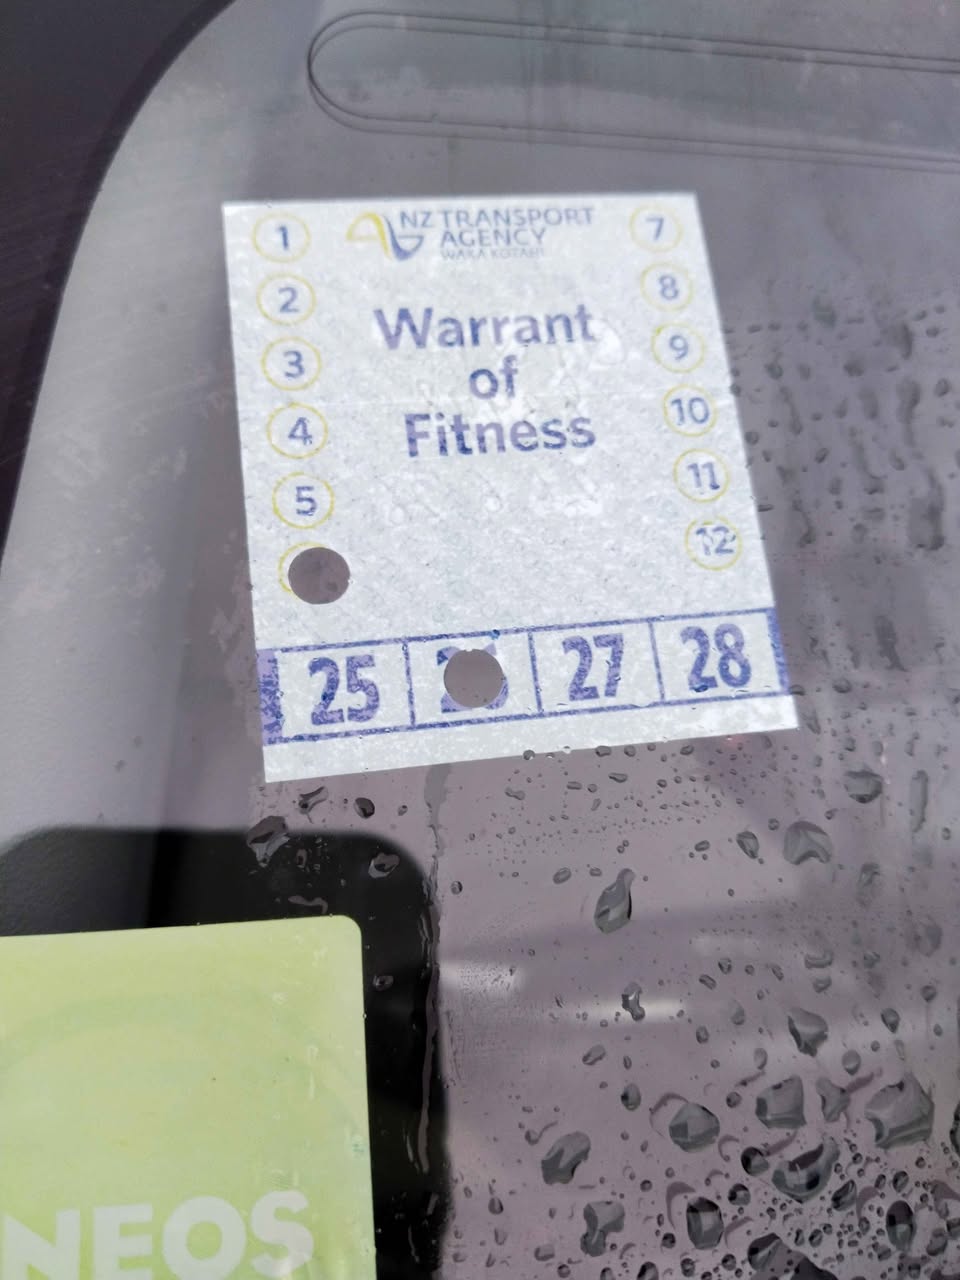 NZ TRANSPORT
AGENCY
WAKA KOTAHI
1
2
3
4
5
7
8
9
10
11
12
Warrant
of
Fitness
25 27 28
NEOS